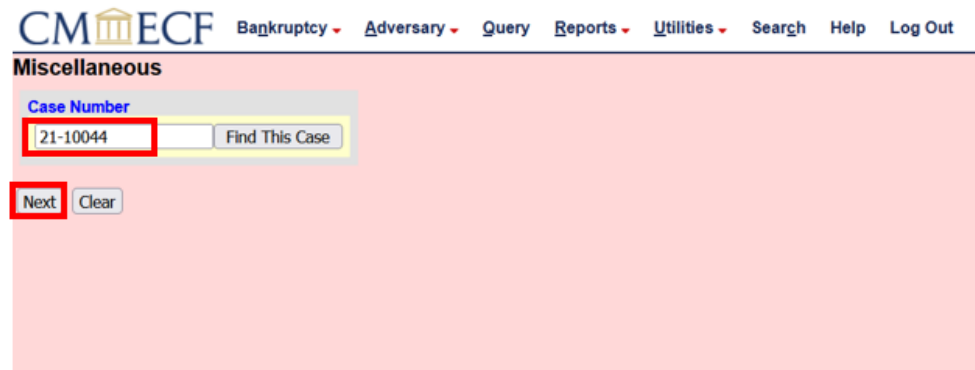 CM ECF Bankruptcy Adversary Query Reports Utilities Search Help Log Out
Miscellaneous
Case Number
21-10044 Find This Case
Next Clear